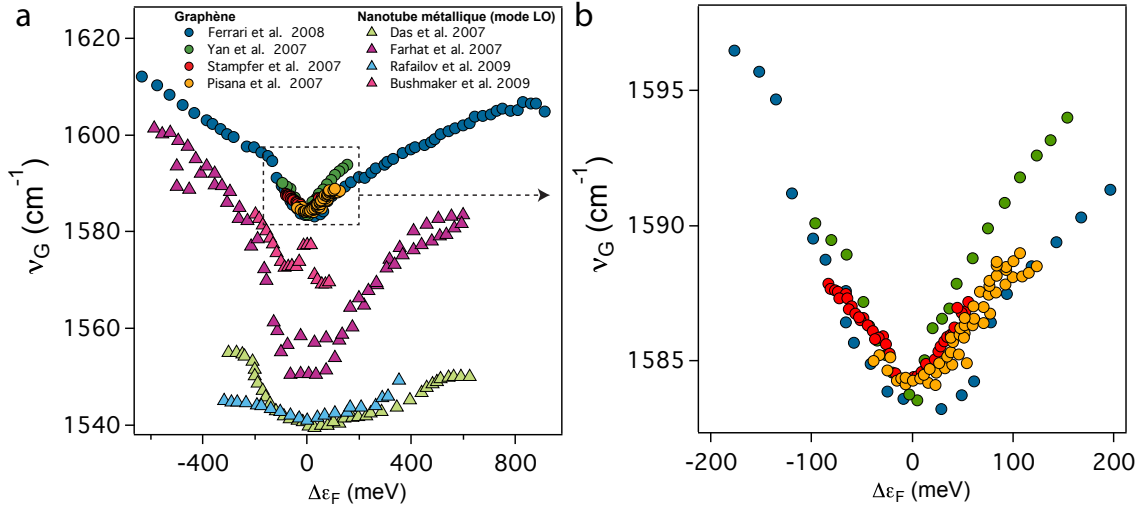 a
Graphène
Ferrari et al. 2008
Yan et al. 2007
Stampfer et al. 2007
Pisana et al. 2007
Nanotube métallique (mode LO)
Das et al. 2007
Farhat et al. 2007
Rafailov et al. 2009
Bushmaker et al. 2009
1620
1600
1580
1560
1540
νG (cm-1)
-400 0 400 800
ΔεF (meV)
b
1595
1590
1585
νG (cm-1)
-200 -100 0 100 200
ΔεF (meV)